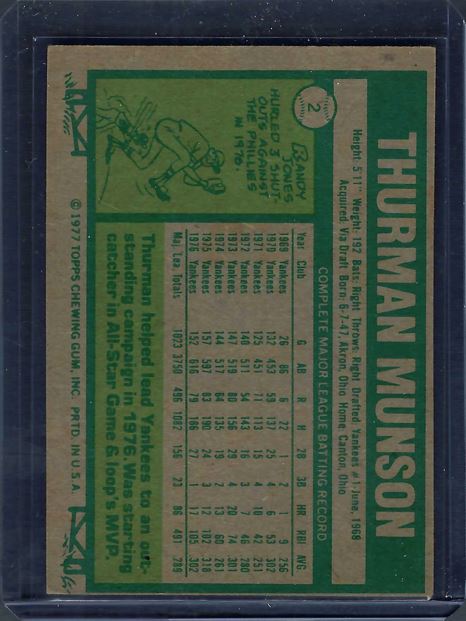 THURMAN MUNSON
2
Height: 5'11" Weight: 192 Bats: Right Throws: Right Drafted: Yankees #1-June, 1968
Acquired: Via Draft Born: 6-7-47, Akron, Ohio Home: Canton, Ohio
COMPLETE MAJOR LEAGUE BATTING RECORD
Year Club G AB R H 2B 3B HR RBI AVG.
1969 Yankees 26 86 6 22 1 2 1 9 .256
1970 Yankees 132 453 59 137 25 4 6 53 .302
1971 Yankees 125 451 71 113 15 4 10 42 .251
1972 Yankees 140 511 54 143 16 3 7 46 .280
1973 Yankees 147 519 80 156 29 4 20 74 .301
1974 Yankees 144 517 64 135 19 2 13 60 .261
1975 Yankees 157 597 83 190 24 3 12 102 .318
1976 Yankees 152 616 79 186 27 1 17 105 .302
Maj. Lea. Totals 1023 3750 496 1082 156 23 86 491 .289
RANDY
JONES
HURLED 3 SHUT
OUTS AGAINST
THE PHILLIES
IN 1976.
Thurman helped lead Yankees to an out-
standing campaign in 1976. Was starting
catcher in All-Star Game & loop's MVP.
© 1977 TOPPS CHEWING GUM, INC. PRTD. IN U.S.A.